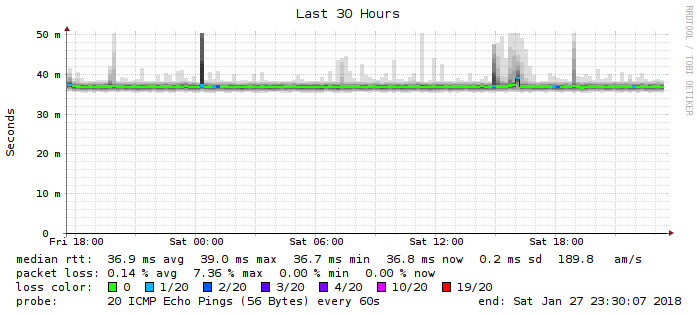 Last 30 Hours
RRDTOOL / TOBI OETIKER
Seconds
50 m
40 m
30 m
20 m
10 m
0
Fri 18:00 Sat 00:00 Sat 06:00 Sat 12:00 Sat 18:00
median rtt: 36.9 ms avg 39.0 ms max 36.7 ms min 36.8 ms now 0.2 ms sd 189.8 am/s
packet loss: 0.14 % avg 7.36 % max 0.00 % min 0.00 % now
loss color: 0 1/20 2/20 3/20 4/20 10/20 19/20
probe: 20 ICMP Echo Pings (56 Bytes) every 60s end: Sat Jan 27 23:30:07 2018